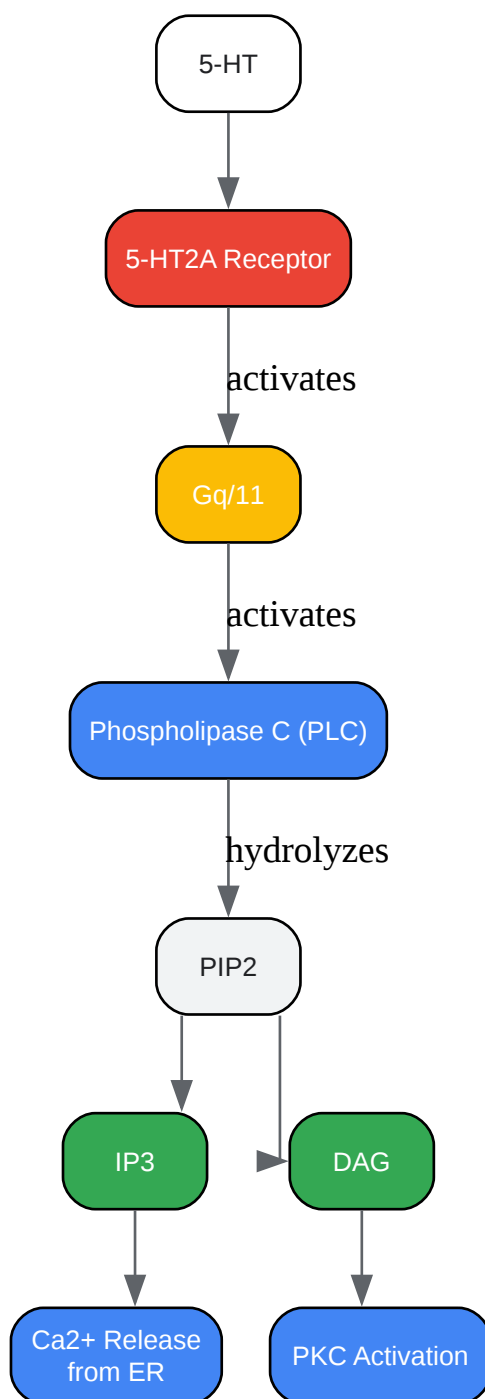 5-HT
5-HT2A Receptor
activates
Gq/11
activates
Phospholipase C (PLC)
hydrolyzes
PIP2
IP3
DAG
Ca2+ Release
from ER
PKC Activation